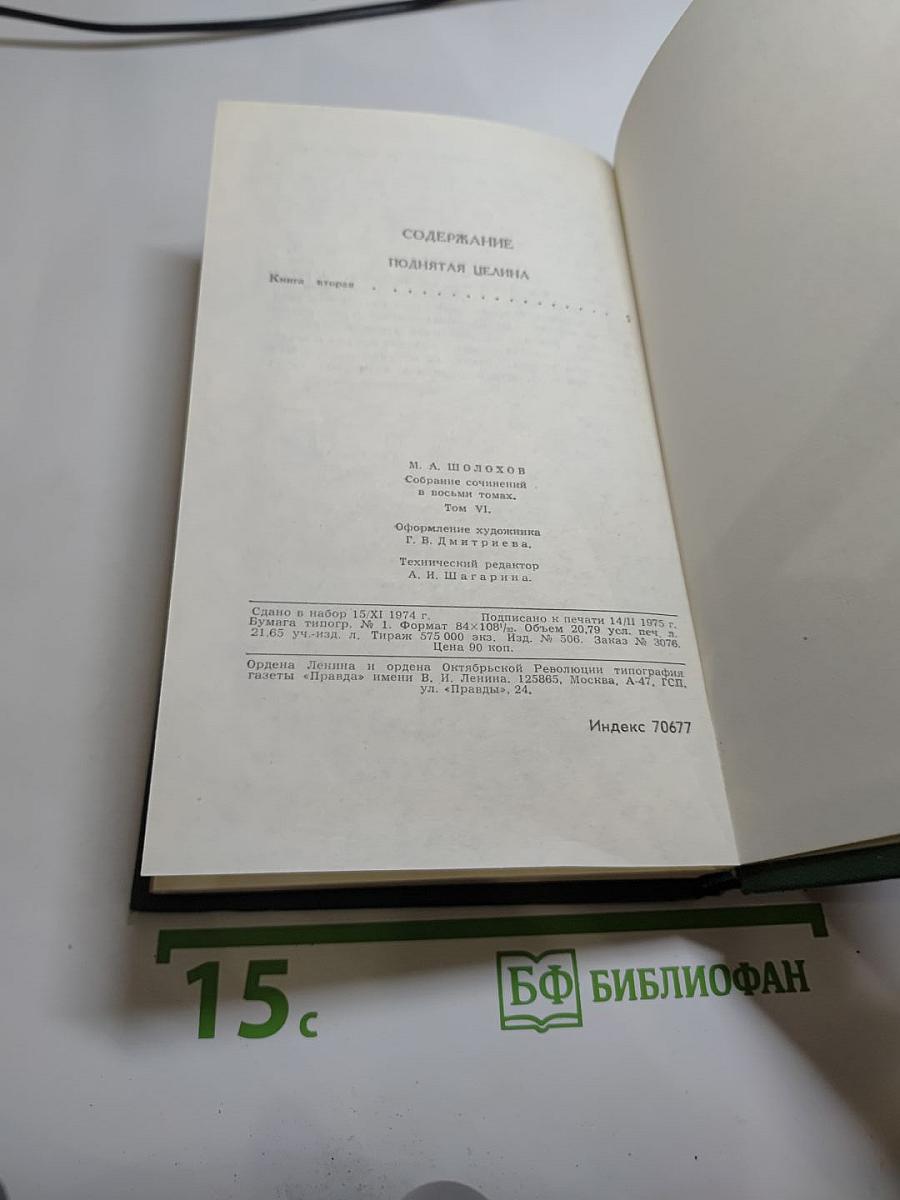 СОДЕРЖАНИЕ
ПОДНЯТАЯ ЦЕЛИНА
Книга вторая . . . . . . . . . . . . . . . . . 5
М. А. ШОЛОХОВ
Собрание сочинений
в восьми томах.
Том VI.
Оформление художника
Г. В. Дмитриева.
Технический редактор
А. И. Шагарина.
Сдано в набор 15/XI 1974 г. Подписано к печати 14/II 1975 г.
Бумага типогр. № 1. Формат 84×108¹/₃₂. Объем 20,79 усл. печ. л.
21,65 уч.-изд. л. Тираж 575 000 экз. Изд. № 506. Заказ № 3076.
Цена 90 коп.
Ордена Ленина и ордена Октябрьской Революции типография
газеты «Правда» имени В. И. Ленина. 125865, Москва, А-47, ГСП,
ул. «Правды», 24.
Индекс 70677
15 с
БФ БИБЛИОФАН